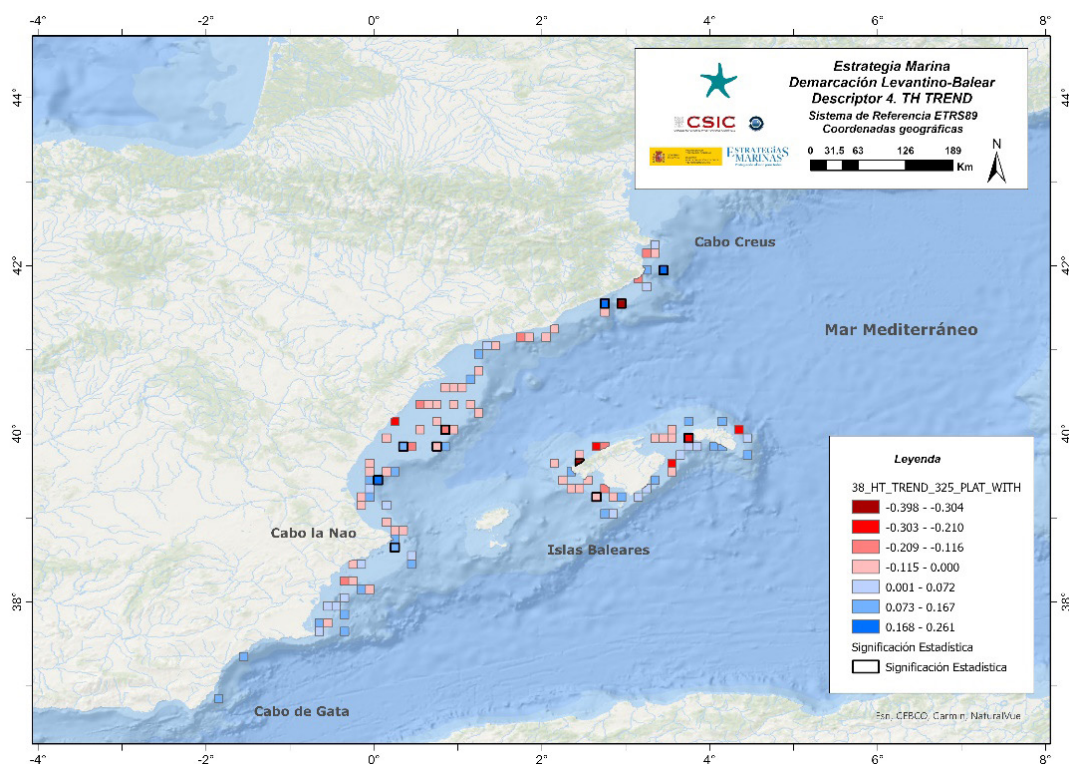 -4° -2° 0° 2° 4° 6° 8°
44° 44°
42° 42°
40° 40°
38° 38°
-4° -2° 0° 2° 4° 6° 8°
Estrategia Marina
Demarcación Levantino-Balear
Descriptor 4. TH TREND
Sistema de Referencia ETRS89
Coordenadas geográficas
CSIC
ESTRATEGIAS
MARINAS
0 31.5 63 126 189
Km
N
Cabo Creus
Mar Mediterráneo
Cabo la Nao
Islas Baleares
Cabo de Gata
Leyenda
38_HT_TREND_325_PLAT_WITH
-0.398 - -0.304
-0.303 - -0.210
-0.209 - -0.116
-0.115 - 0.000
0.001 - 0.072
0.073 - 0.167
0.168 - 0.261
Significación Estadística
Significación Estadística
Esri, GEBCO, Garmin, NaturalVue